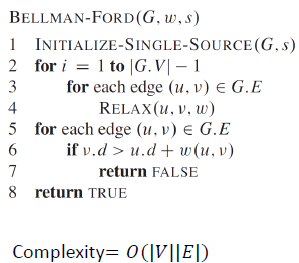 BELLMAN-FORD(G, w, s)
1 INITIALIZE-SINGLE-SOURCE(G, s)
2 for i = 1 to |G.V| − 1
3 for each edge (u, v) ∈ G.E
4 RELAX(u, v, w)
5 for each edge (u, v) ∈ G.E
6 if v.d > u.d + w(u, v)
7 return FALSE
8 return TRUE
Complexity= O(|V||E|)